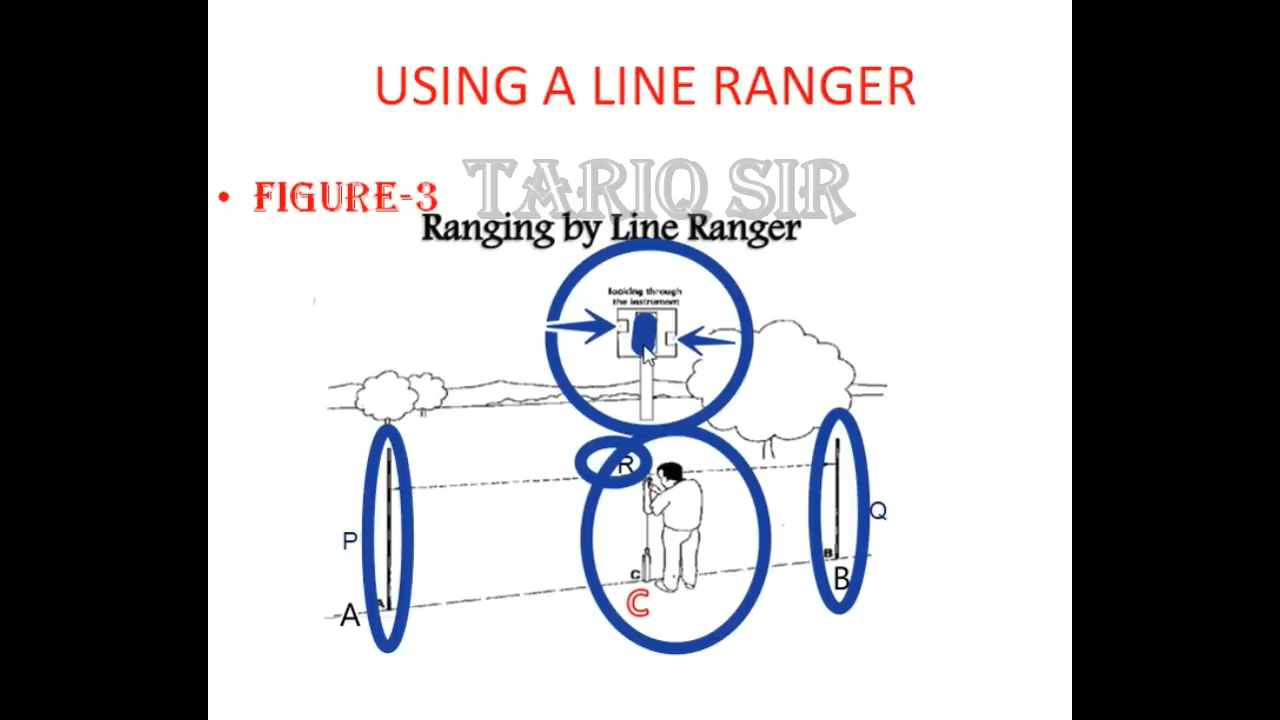 USING A LINE RANGER
TARIQ SIR
• FIGURE-3
Ranging by Line Ranger
looking through
the instrument
R
P
Q
A
A
B
B
C
C